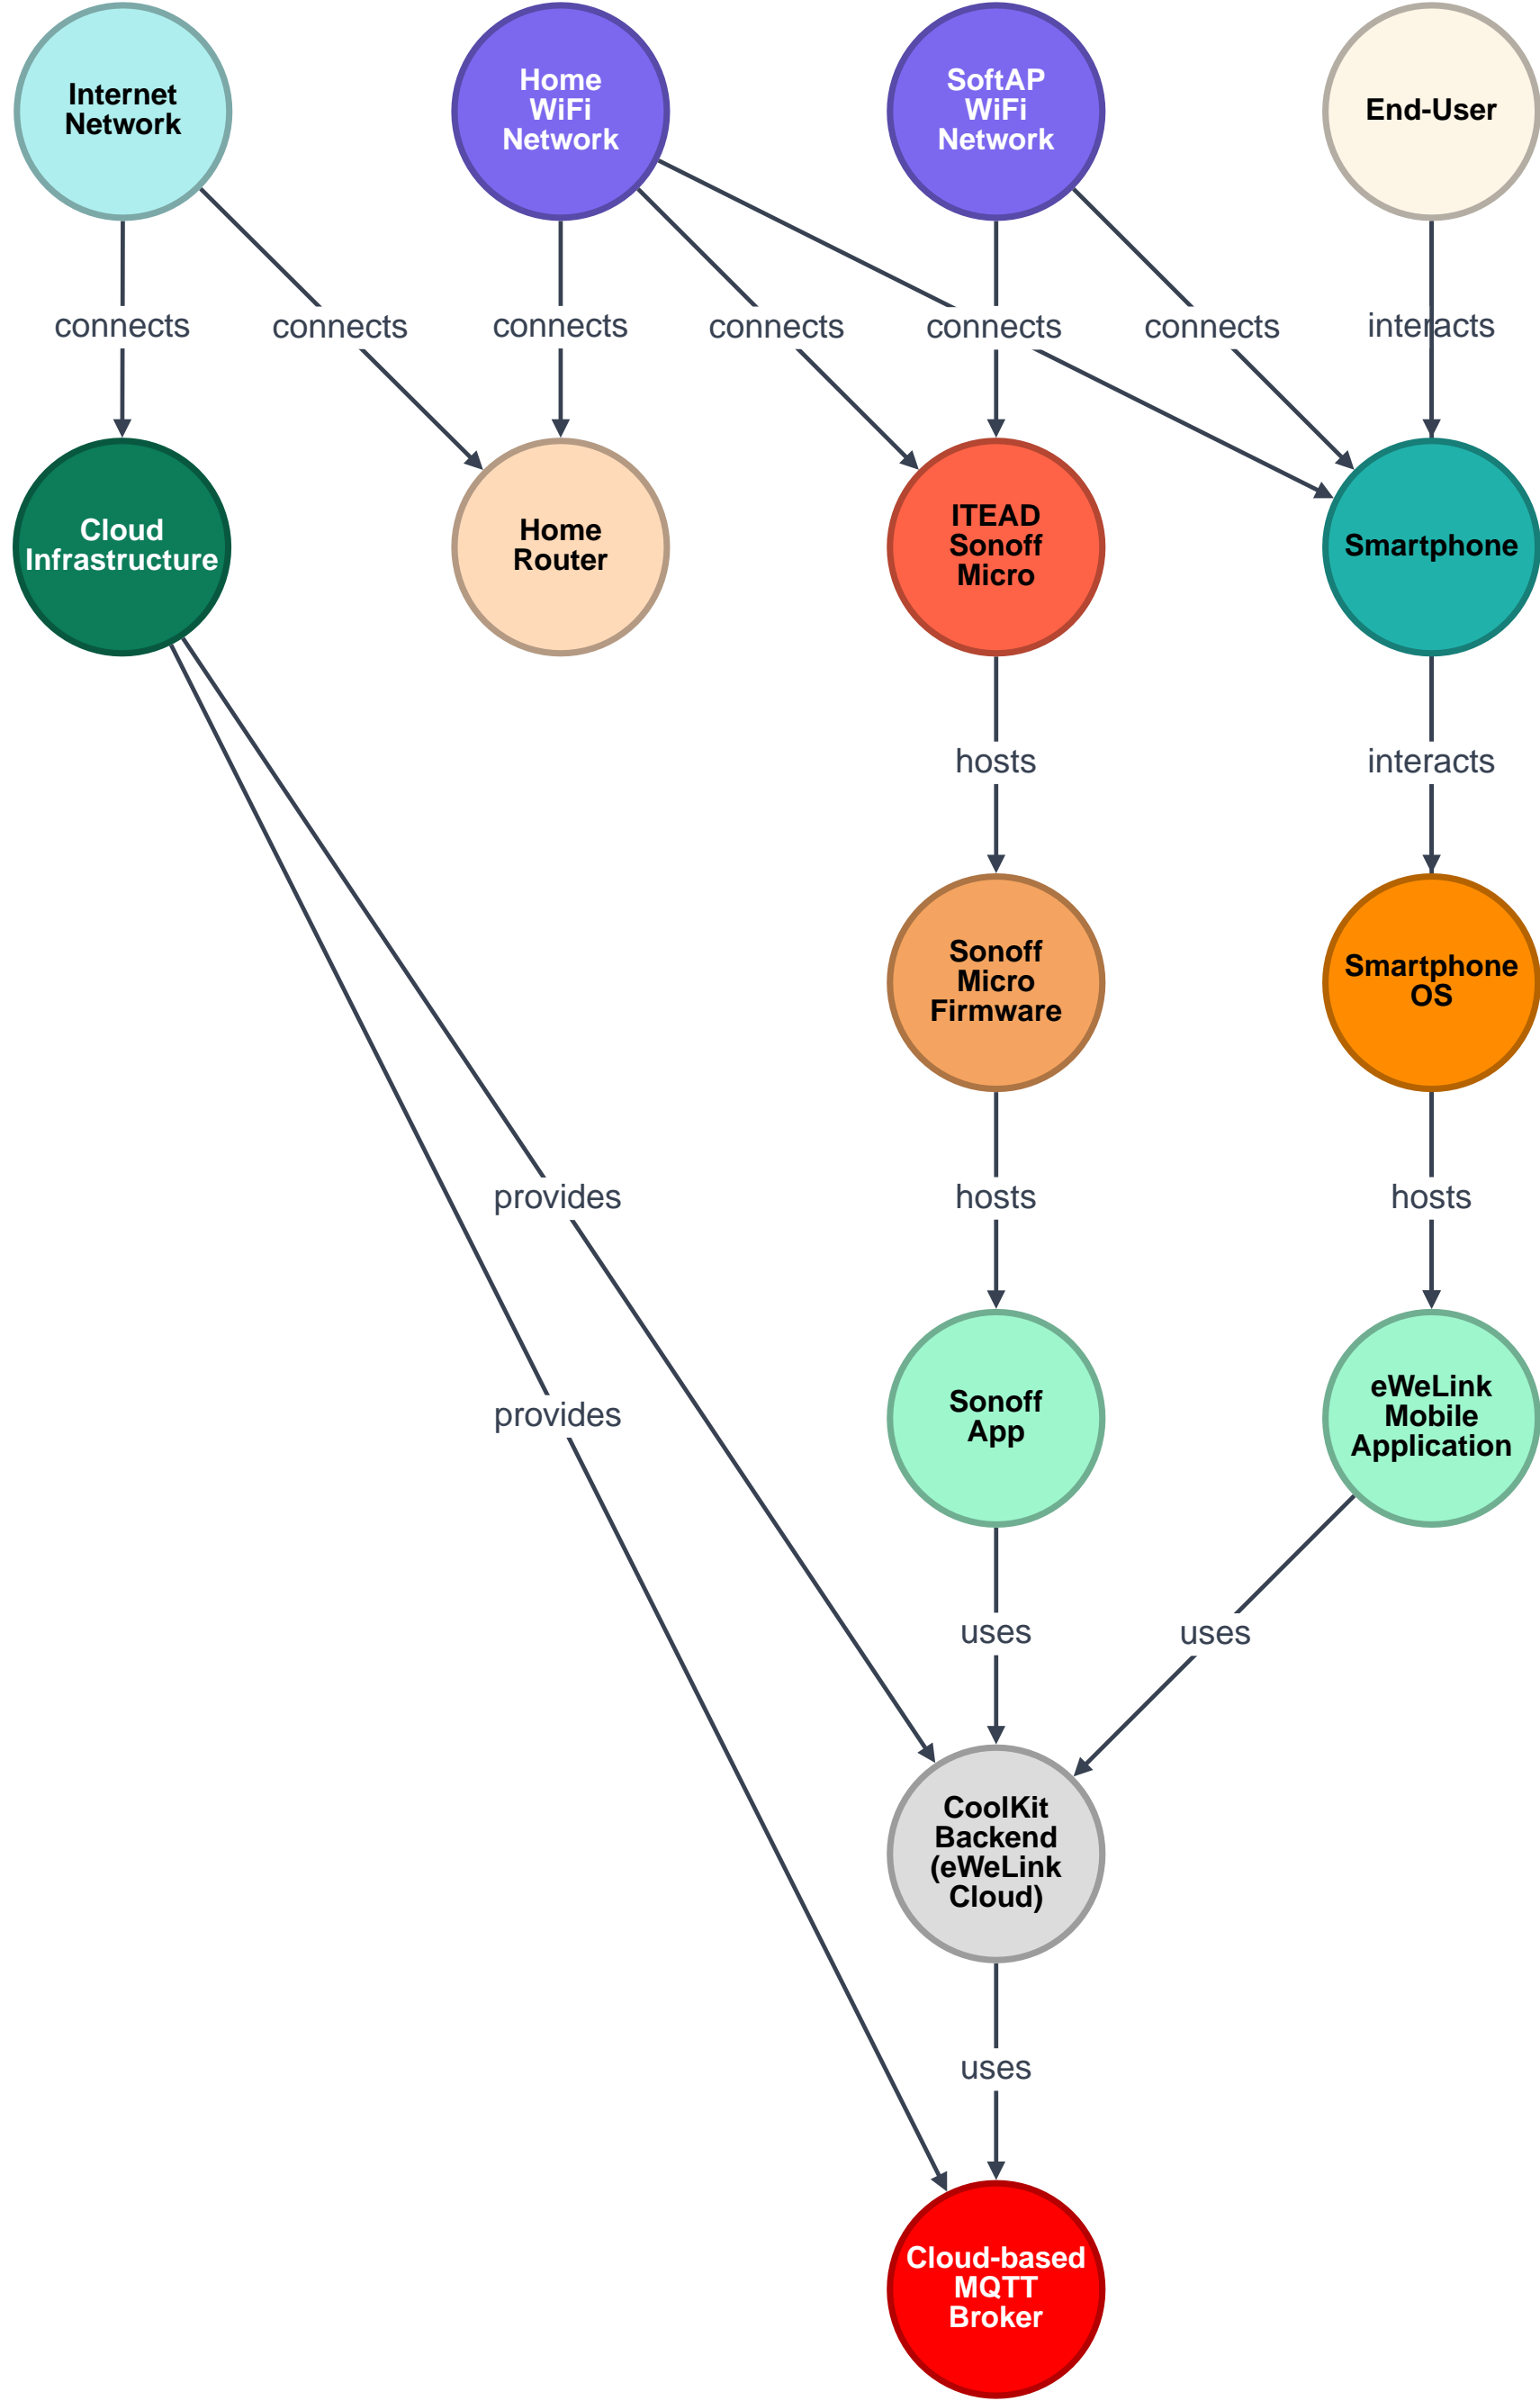 Internet
Network
Home
WiFi
Network
SoftAP
WiFi
Network
End-User
connects
connects
connects
connects
connects
connects
interacts
Cloud
Infrastructure
Home
Router
ITEAD
Sonoff
Micro
Smartphone
hosts
interacts
Sonoff
Micro
Firmware
Smartphone
OS
provides
hosts
hosts
provides
Sonoff
App
eWeLink
Mobile
Application
uses
uses
CoolKit
Backend
(eWeLink
Cloud)
uses
Cloud-based
MQTT
Broker